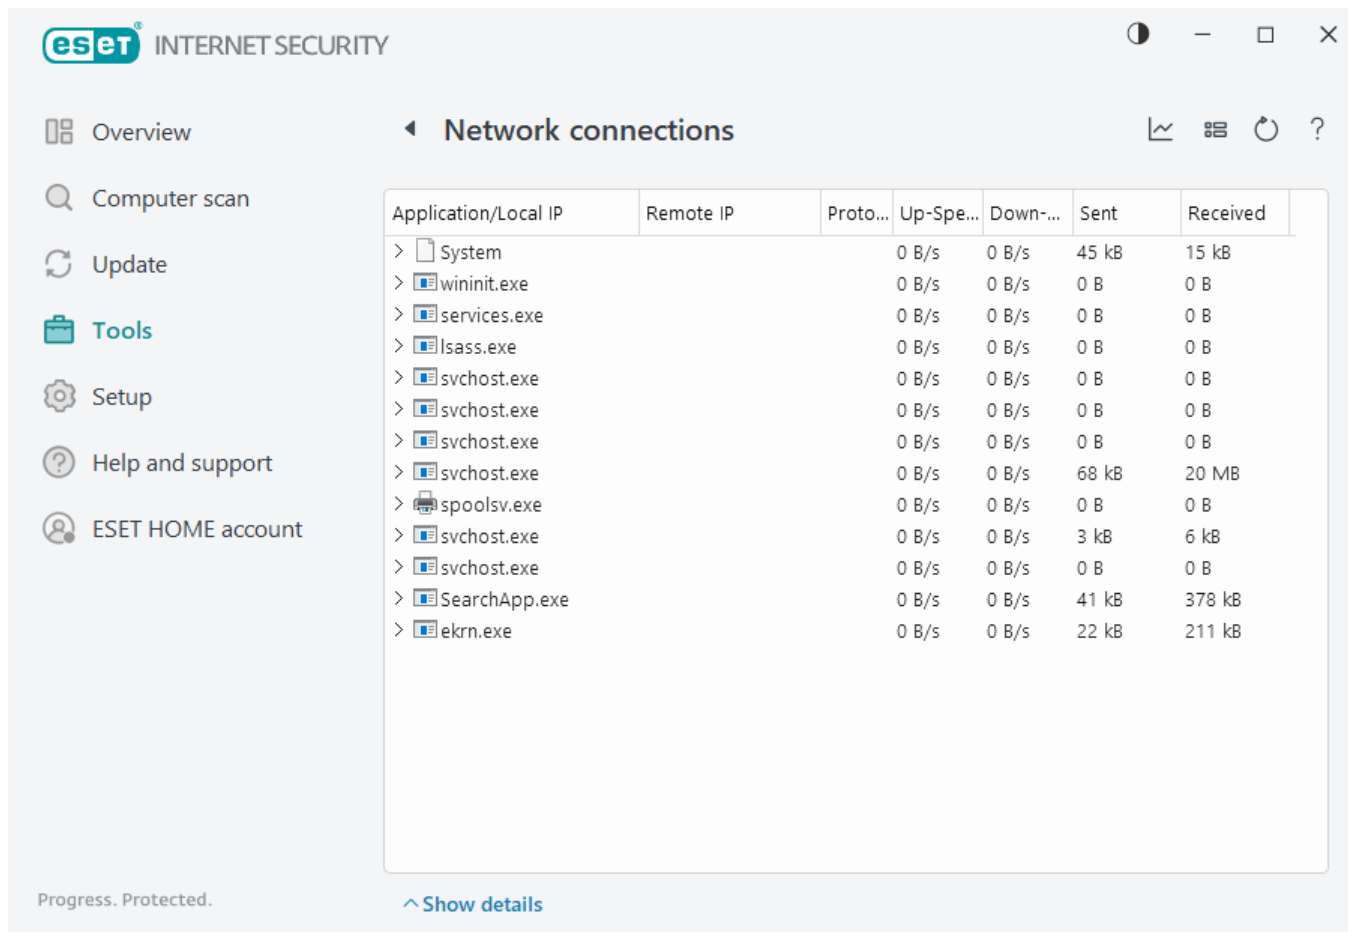 eset® INTERNET SECURITY
Overview
Computer scan
Update
Tools
Setup
Help and support
ESET HOME account
Progress. Protected.
Network connections
?
Application/Local IP Remote IP Proto... Up-Spe... Down-... Sent Received
System 0 B/s 0 B/s 45 kB 15 kB
wininit.exe 0 B/s 0 B/s 0 B 0 B
services.exe 0 B/s 0 B/s 0 B 0 B
lsass.exe 0 B/s 0 B/s 0 B 0 B
svchost.exe 0 B/s 0 B/s 0 B 0 B
svchost.exe 0 B/s 0 B/s 0 B 0 B
svchost.exe 0 B/s 0 B/s 0 B 0 B
svchost.exe 0 B/s 0 B/s 68 kB 20 MB
spoolsv.exe 0 B/s 0 B/s 0 B 0 B
svchost.exe 0 B/s 0 B/s 3 kB 6 kB
svchost.exe 0 B/s 0 B/s 0 B 0 B
SearchApp.exe 0 B/s 0 B/s 41 kB 378 kB
ekrn.exe 0 B/s 0 B/s 22 kB 211 kB
Show details